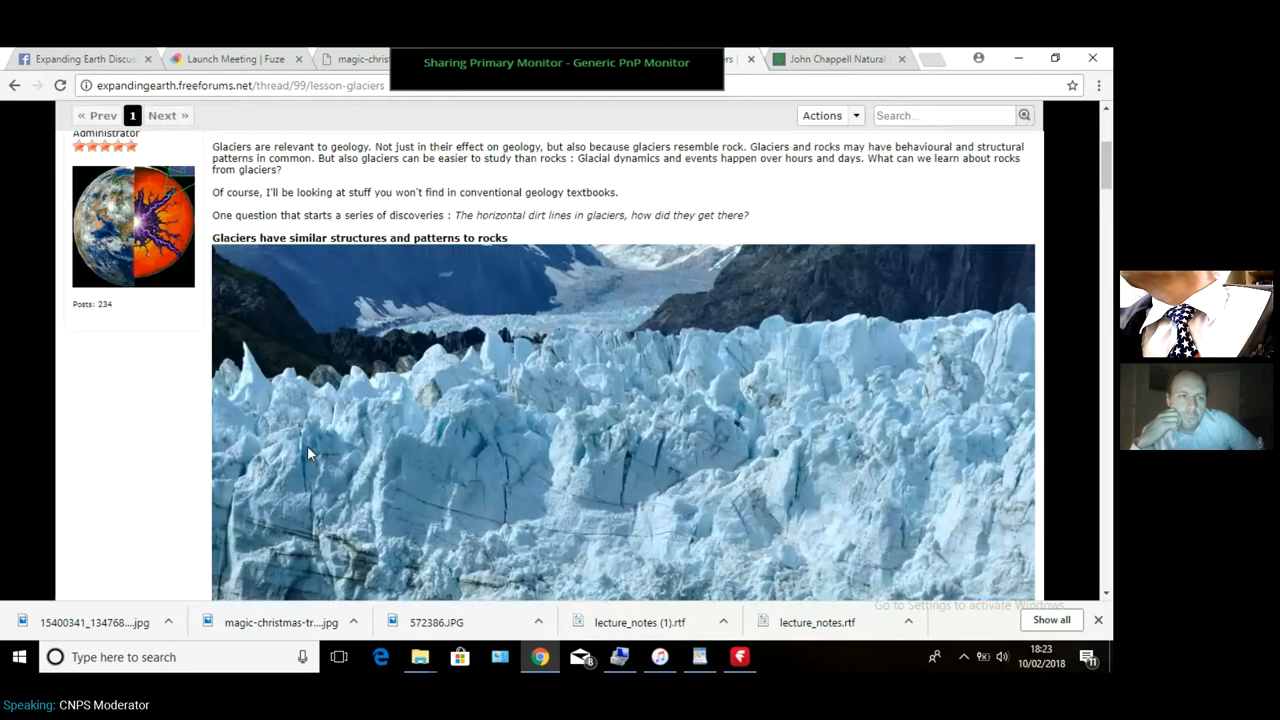 Sharing Primary Monitor - Generic PnP Monitor
Expanding Earth Discu
Launch Meeting | Fuze
magic-christ
John Chappell Natural
expandingearth.freeforums.net/thread/99/lesson-glaciers
« Prev 1 Next »
Actions
Search...
Administrator
Posts: 234
Glaciers are relevant to geology. Not just in their effect on geology, but also because glaciers resemble rock. Glaciers and rocks may have behavioural and structural
patterns in common. But also glaciers can be easier to study than rocks : Glacial dynamics and events happen over hours and days. What can we learn about rocks
from glaciers?
Of course, I'll be looking at stuff you won't find in conventional geology textbooks.
One question that starts a series of discoveries : The horizontal dirt lines in glaciers, how did they get there?
Glaciers have similar structures and patterns to rocks
Go to Settings to activate Windows.
15400341_134768....jpg
magic-christmas-tr....jpg
572386.JPG
lecture_notes (1).rtf
lecture_notes.rtf
Show all
Type here to search
8
18:23
10/02/2018
11
Speaking: CNPS Moderator